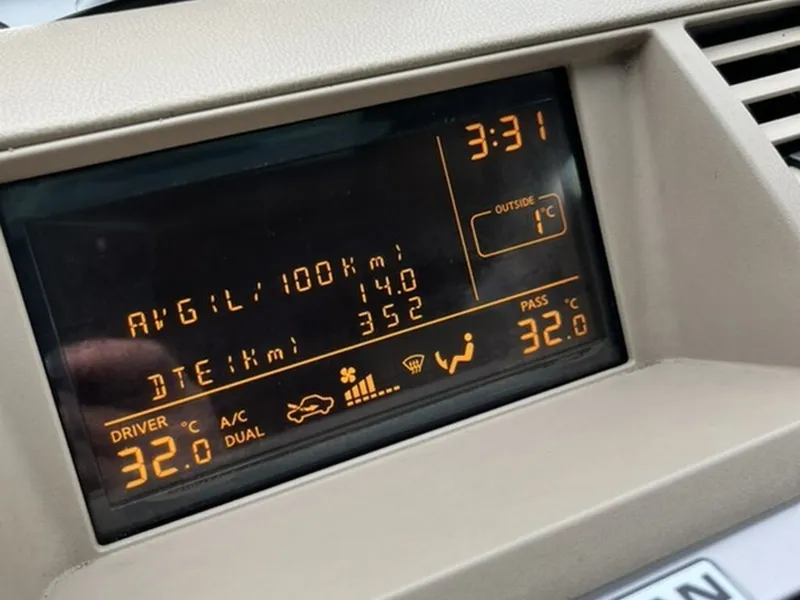 3:31
OUTSIDE
1°C
AVG(L/100Km)
14.0
DTE(Km)
352
DRIVER
32.0 °C
A/C
DUAL
PASS
32.0 °C